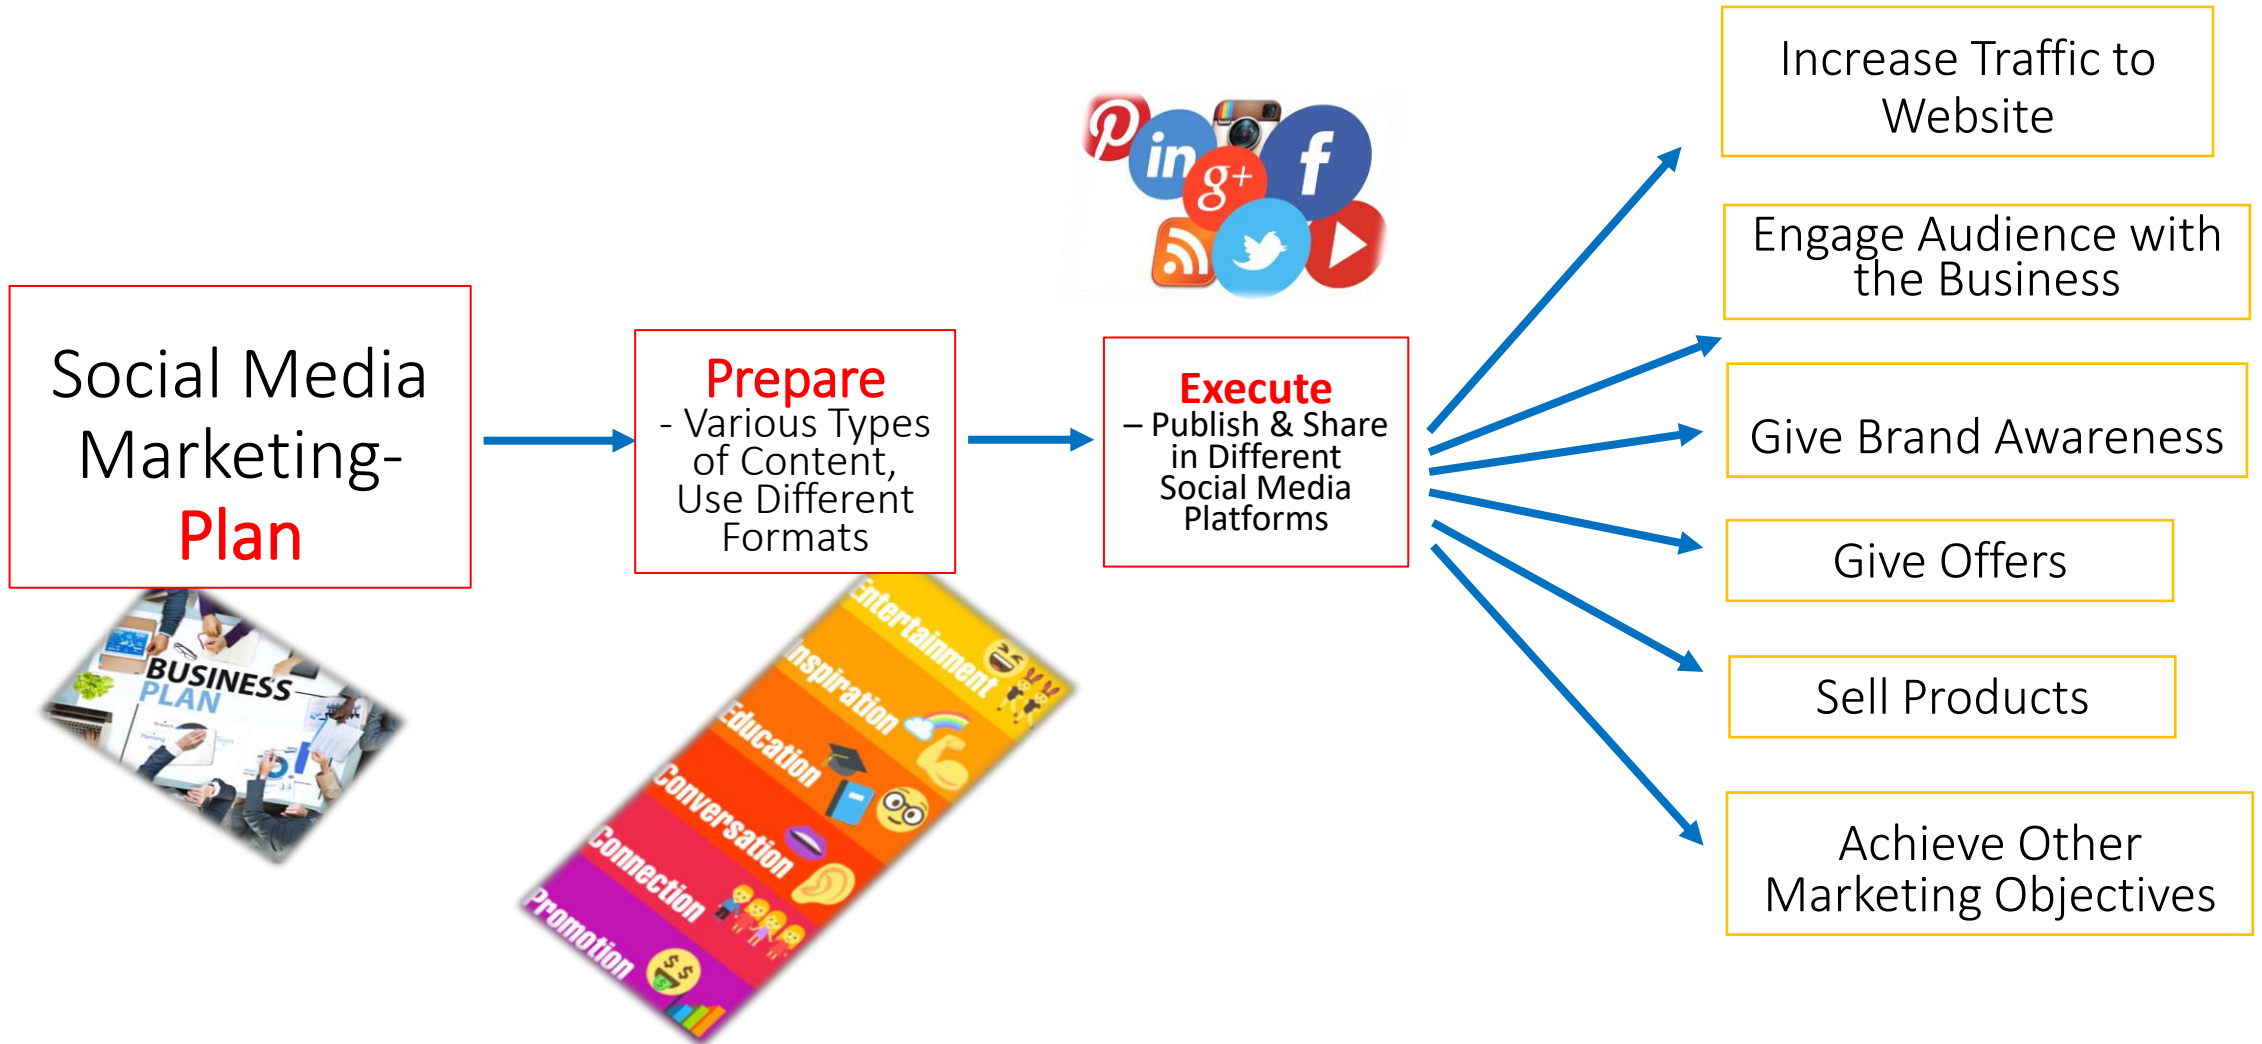 Social Media
Marketing-
Plan
BUSINESS
PLAN
Prepare
- Various Types
of Content,
Use Different
Formats
Entertainment
Inspiration
Education
Conversation
Connection
Promotion
in
g+
f
Execute
– Publish & Share
in Different
Social Media
Platforms
Increase Traffic to
Website
Engage Audience with
the Business
Give Brand Awareness
Give Offers
Sell Products
Achieve Other
Marketing Objectives